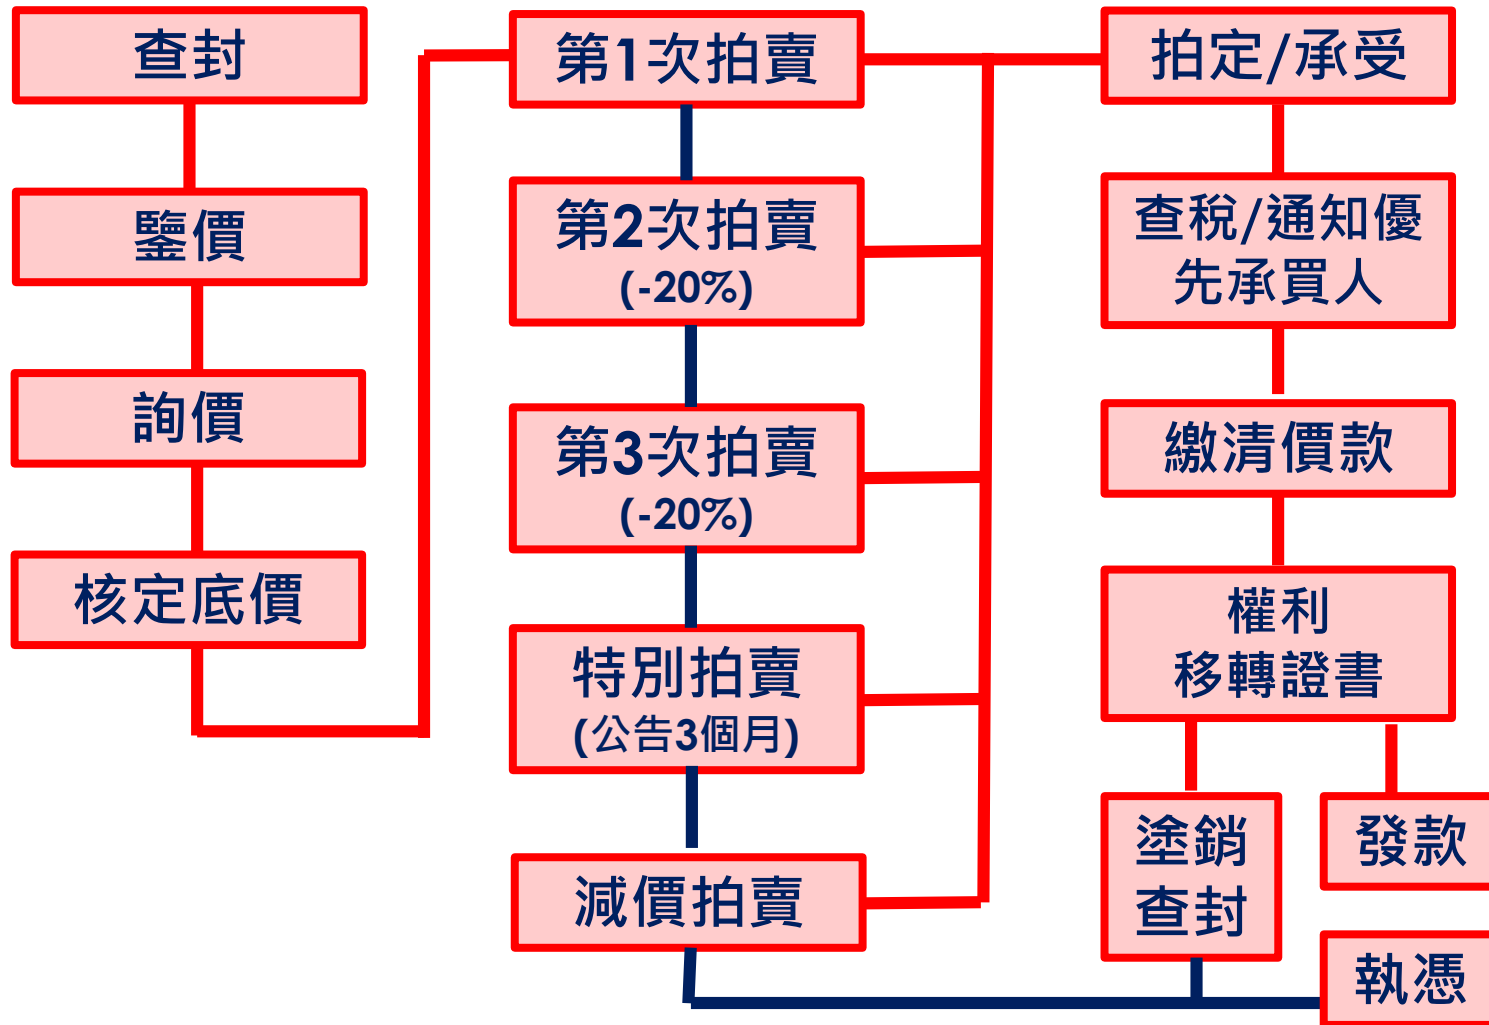 查封
鑒價
詢價
核定底價
第1次拍賣
第2次拍賣
(-20%)
第3次拍賣
(-20%)
特別拍賣
(公告3個月)
減價拍賣
拍定/承受
查稅/通知優
先承買人
繳清價款
權利
移轉證書
塗銷
查封
發款
執憑